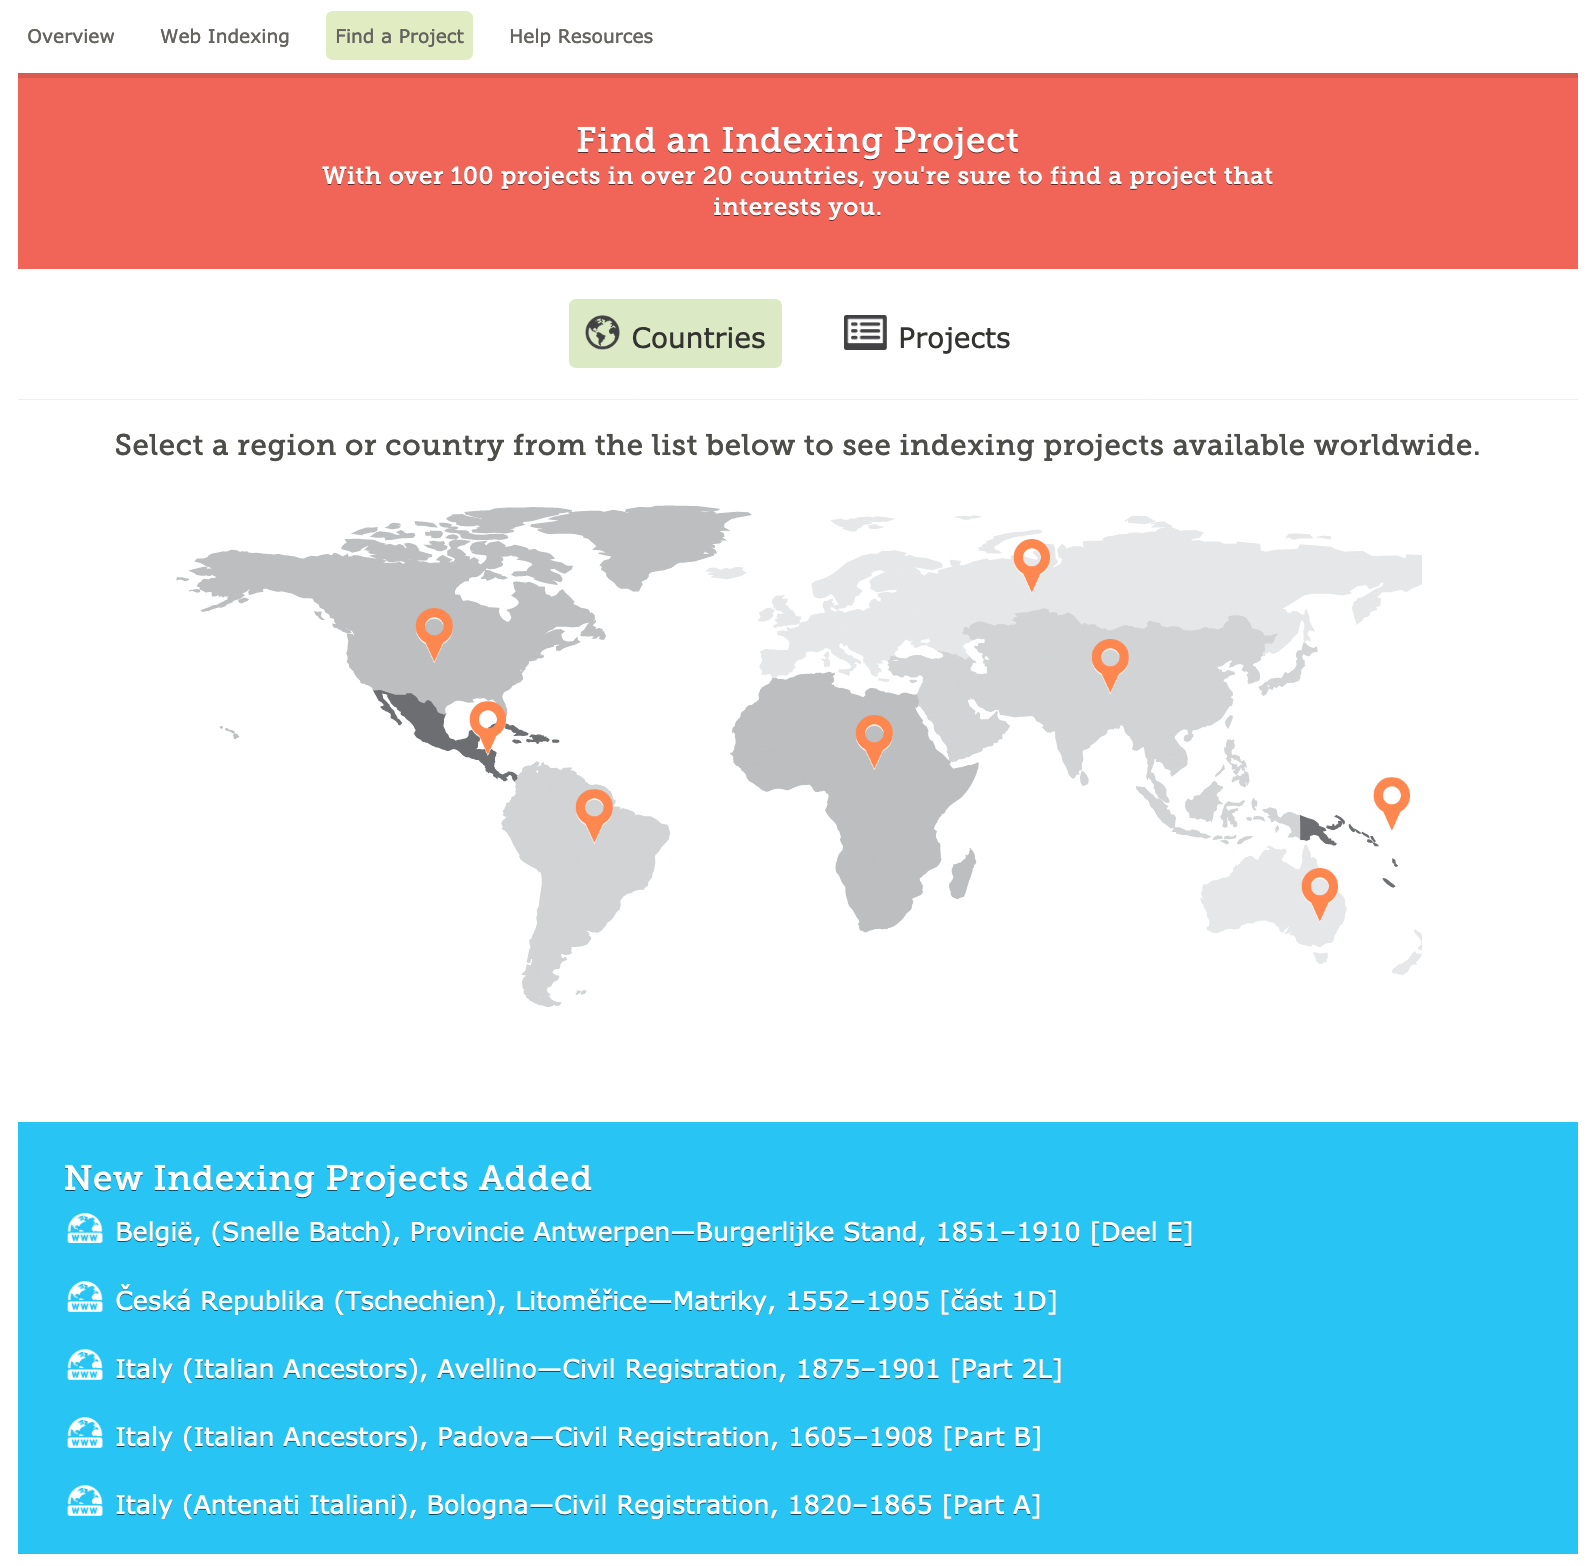 Overview
Web Indexing
Find a Project
Help Resources
Find an Indexing Project
With over 100 projects in over 20 countries, you're sure to find a project that
interests you.
Countries
Projects
Select a region or country from the list below to see indexing projects available worldwide.
New Indexing Projects Added
www België, (Snelle Batch), Provincie Antwerpen—Burgerlijke Stand, 1851–1910 [Deel E]
www Česká Republika (Tschechien), Litoměřice—Matriky, 1552–1905 [část 1D]
www Italy (Italian Ancestors), Avellino—Civil Registration, 1875–1901 [Part 2L]
www Italy (Italian Ancestors), Padova—Civil Registration, 1605–1908 [Part B]
www Italy (Antenati Italiani), Bologna—Civil Registration, 1820–1865 [Part A]